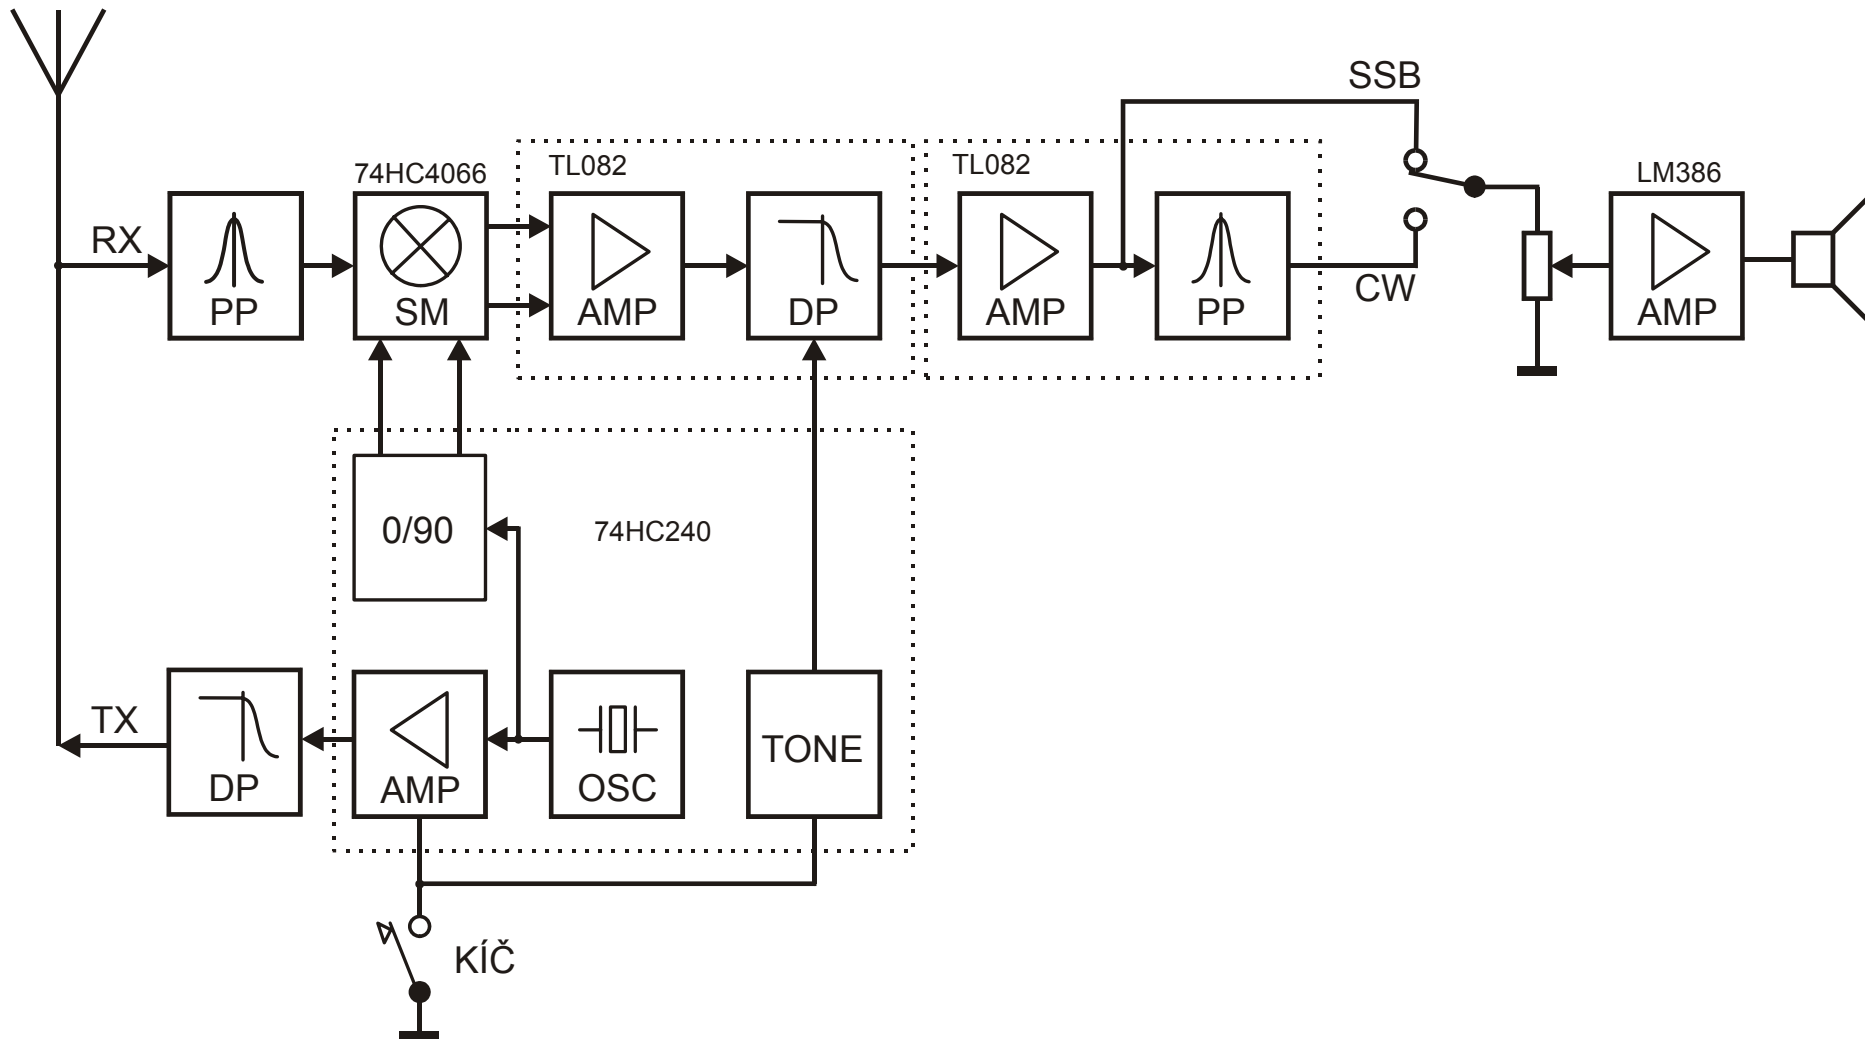 SSB
74HC4066
TL082
TL082
LM386
RX
PP
SM
AMP
DP
AMP
PP
CW
AMP
0/90
74HC240
TX
DP
AMP
OSC
TONE
KÍČ